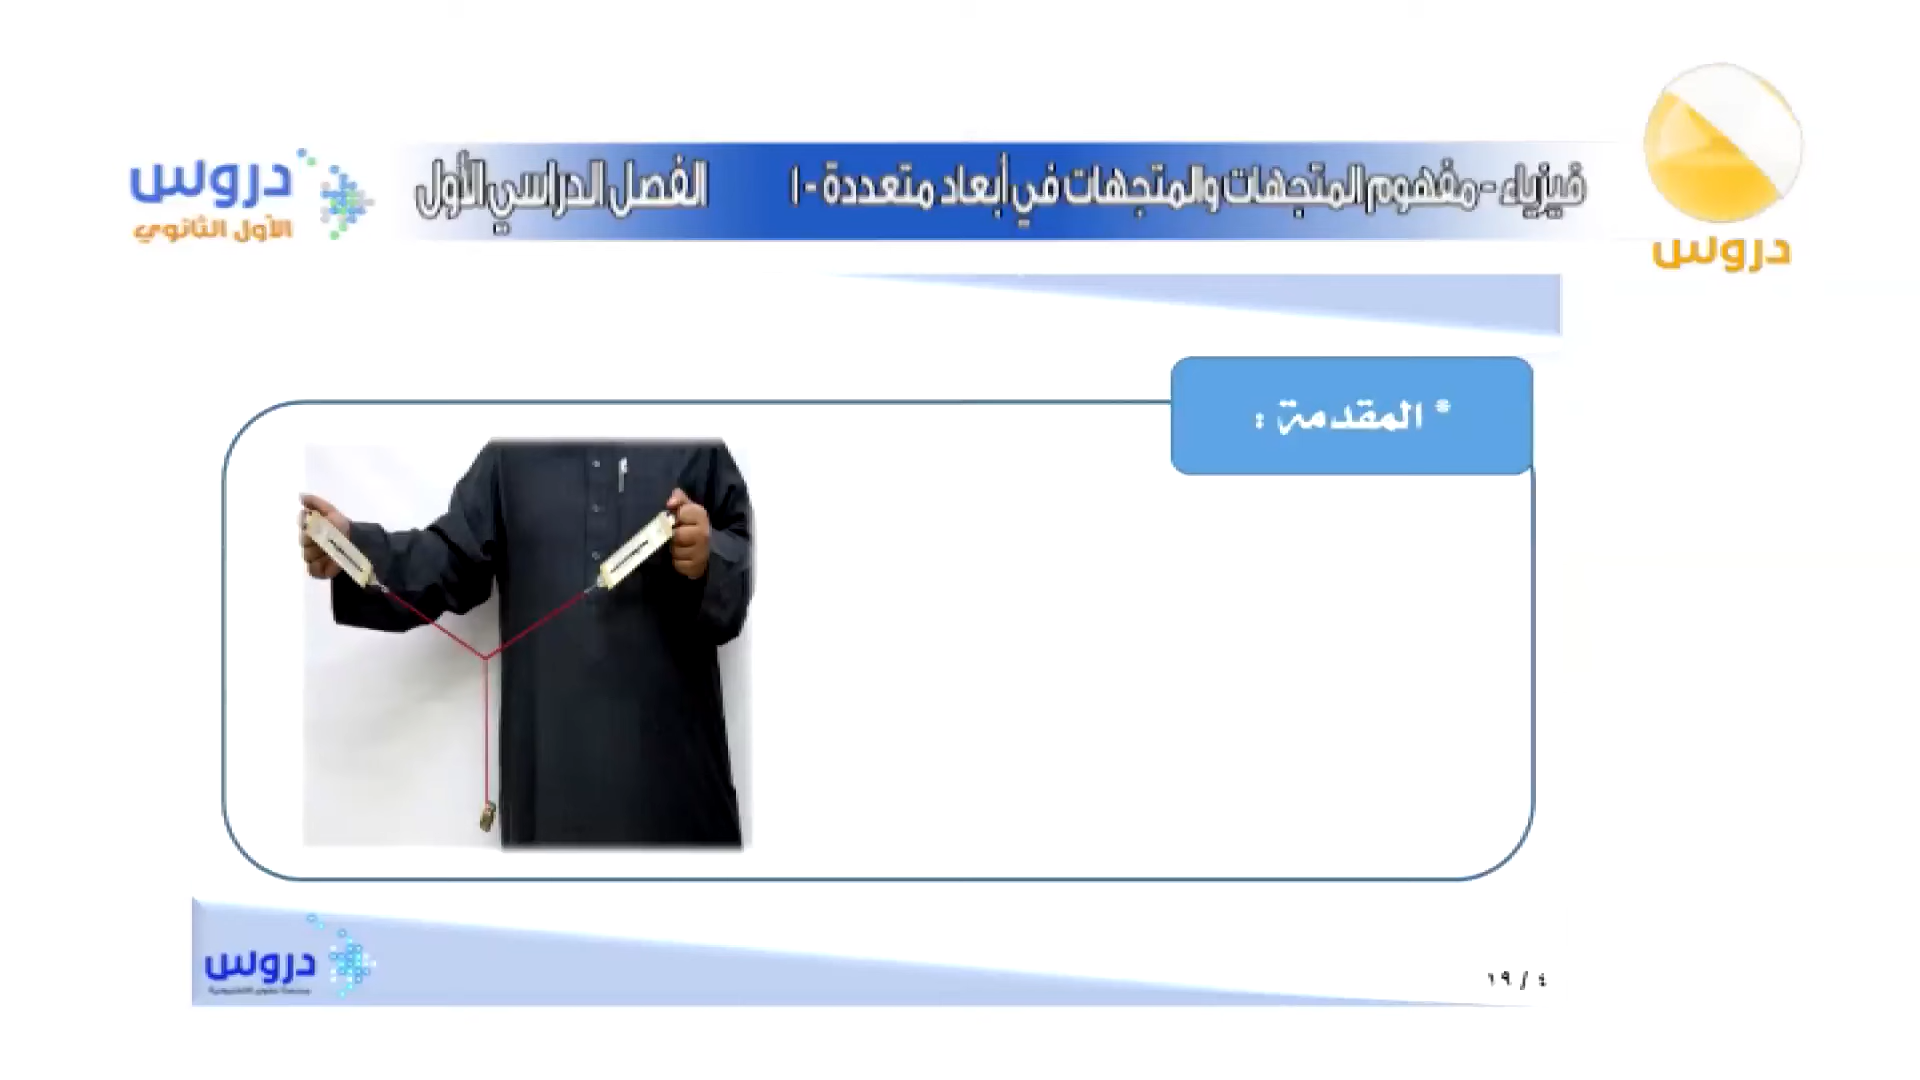 فيزياء - مفهوم المتجهات والمتجهات في أبعاد متعددة - ١
الفصل الدراسي الأول
دروس
الأول الثانوي
دروس
* المقدمة :
دروس
٤ / ١٩